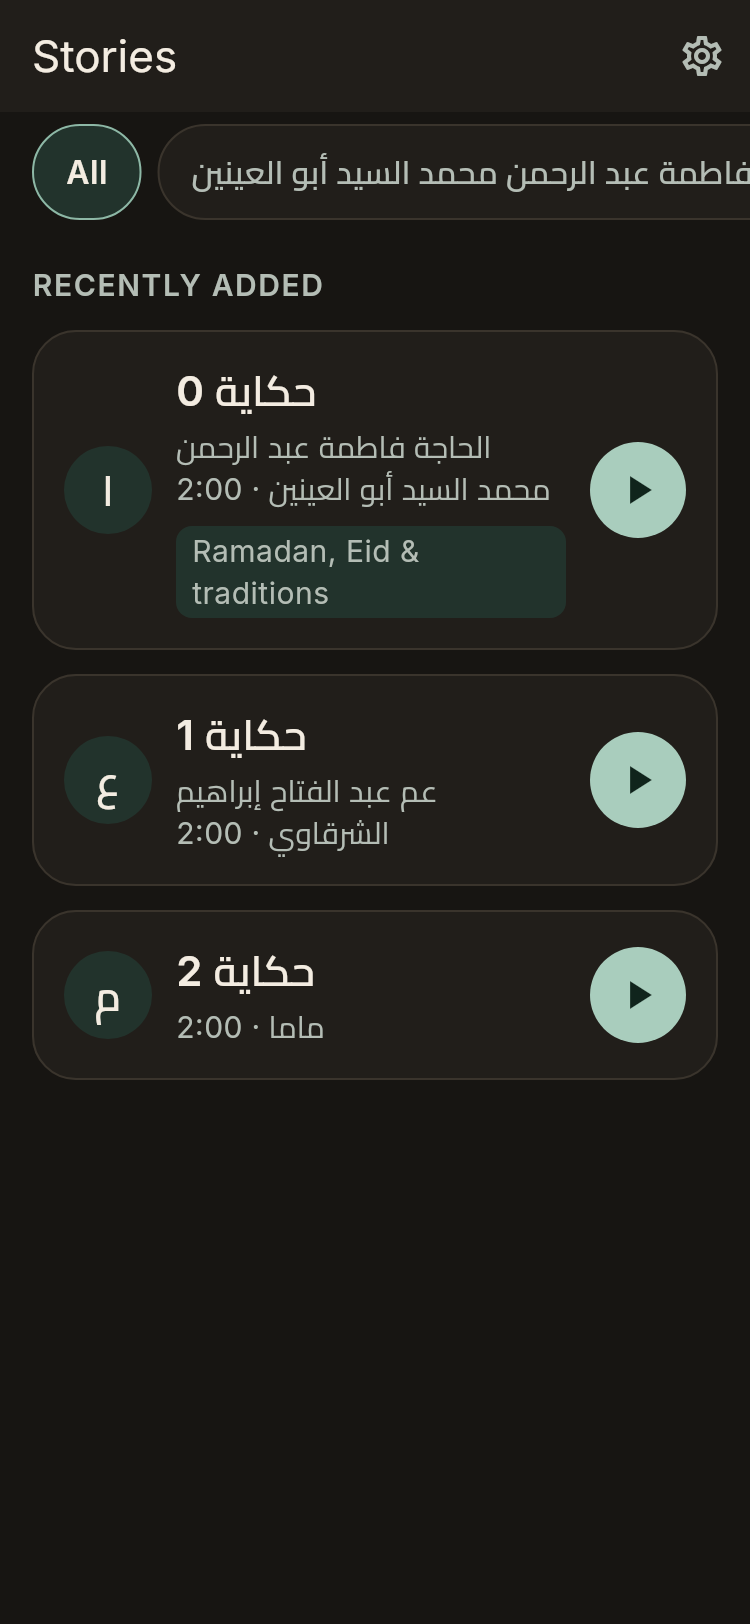 Stories
All
فاطمة عبد الرحمن محمد السيد أبو العينين
RECENTLY ADDED
حكاية 0
ا
الحاجة فاطمة عبد الرحمن
محمد السيد أبو العينين · 2:00
Ramadan, Eid &
traditions
حكاية 1
ع
عم عبد الفتاح إبراهيم
الشرقاوي · 2:00
حكاية 2
م
ماما · 2:00